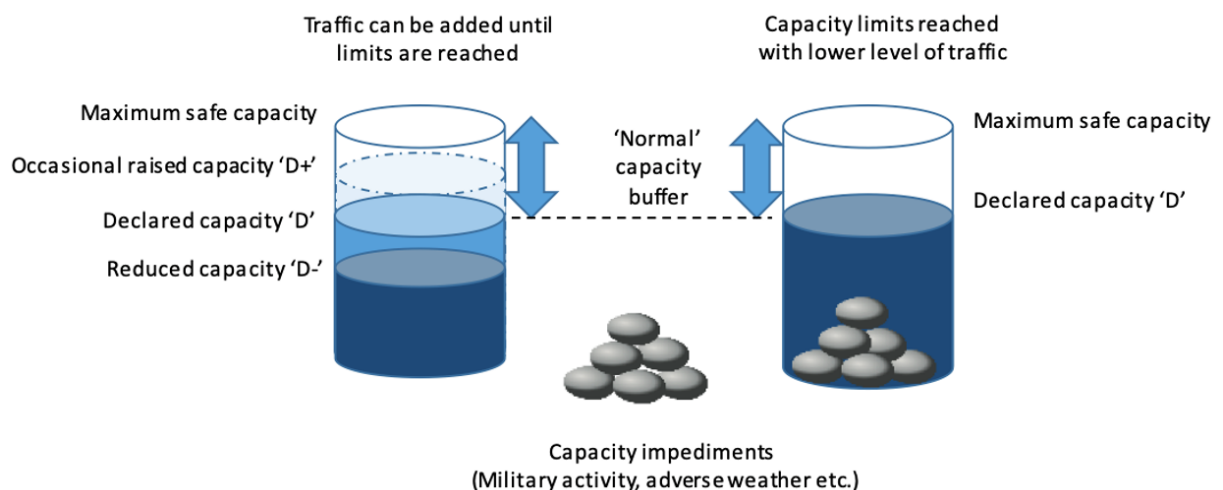 Traffic can be added until
limits are reached
Capacity limits reached
with lower level of traffic
Maximum safe capacity
Occasional raised capacity ‘D+’
Declared capacity ‘D’
Reduced capacity ‘D-’
‘Normal’
capacity
buffer
Maximum safe capacity
Declared capacity ‘D’
Capacity impediments
(Military activity, adverse weather etc.)